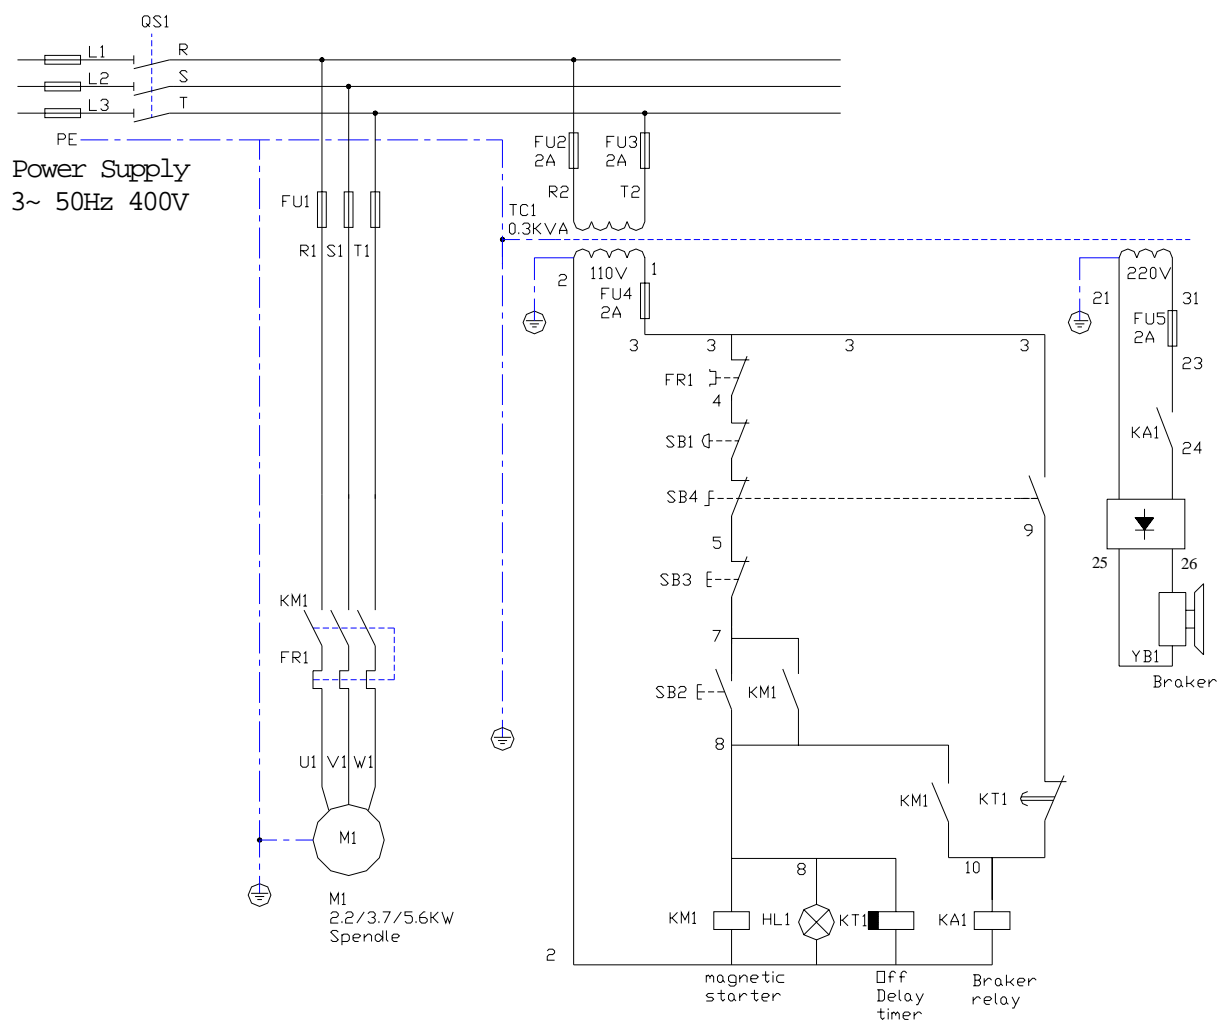 QS1
L1
R
L2
S
L3
T
PE
Power Supply
3~ 50Hz 400V
FU1
R1
S1
T1
FU2
2A
FU3
2A
R2
T2
TC1
0.3KVA
2
110V
1
FU4
2A
21
220V
31
FU5
2A
23
3
3
3
3
FR1
4
SB1
KA1
24
SB4
9
5
25
26
SB3
KM1
FR1
7
YB1
Braker
SB2
KM1
8
U1
V1
W1
KM1
KT1
M1
8
10
M1
2.2/3.7/5.6KW
Spendle
KM1
HL1
KT1
KA1
2
magnetic
starter
Off
Delay
timer
Braker
relay